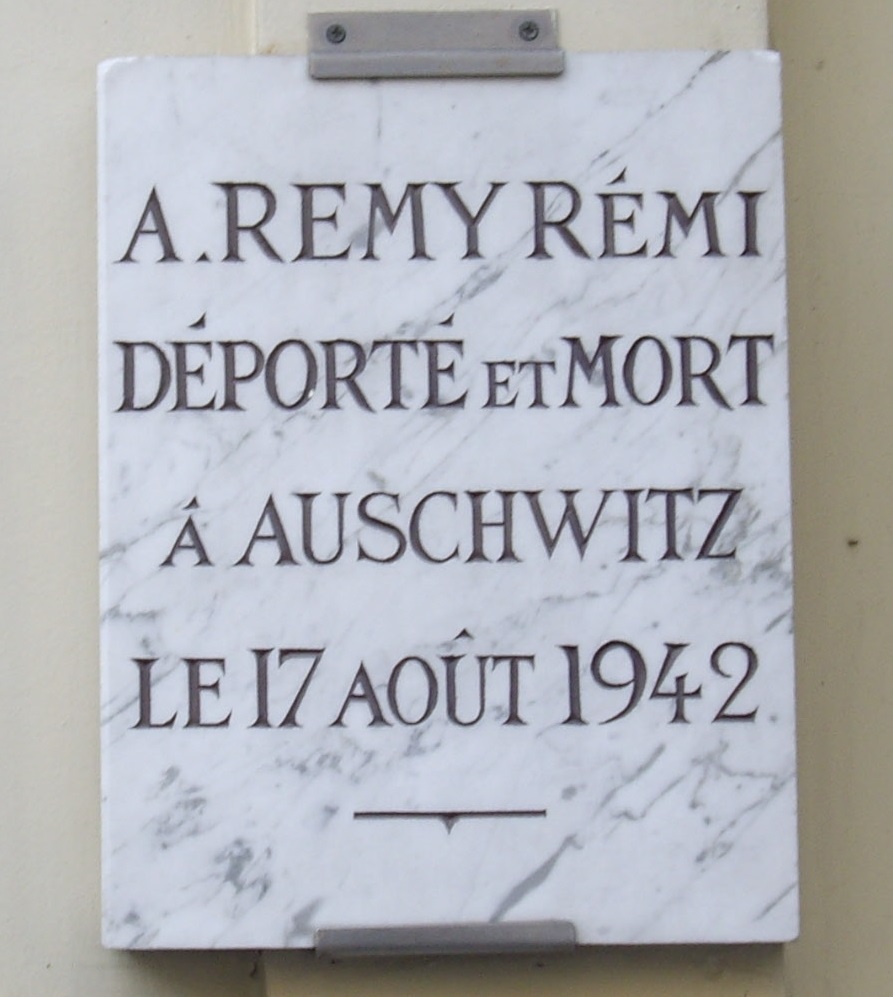 A. REMY RÉMI
DÉPORTÉ ET MORT
Â AUSCHWITZ
LE 17 AOÛT 1942